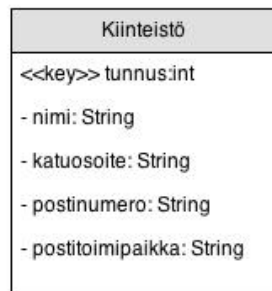 Kiinteistö
<<key>> tunnus:int
- nimi: String
- katuosoite: String
- postinumero: String
- postitoimipaikka: String